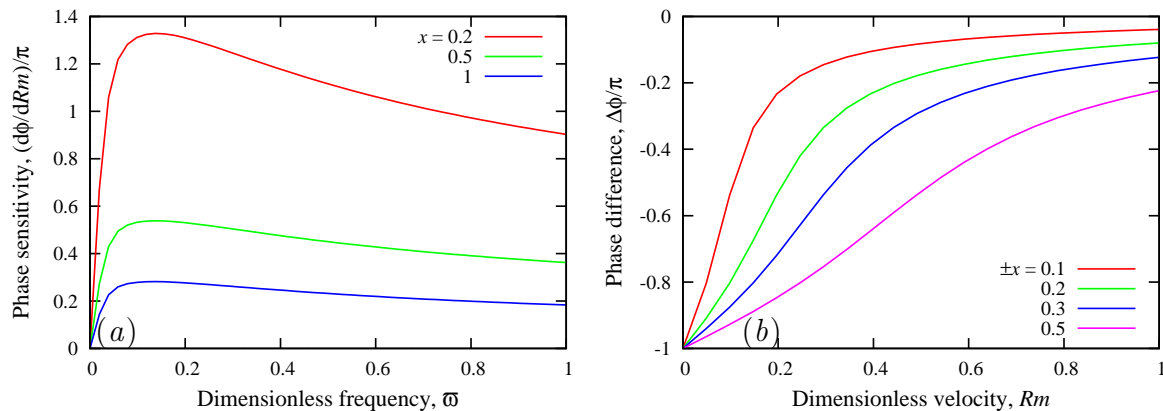 Phase sensitivity, (dϕ/dRm)/π
1.4
1.2
1
0.8
0.6
0.4
0.2
0
x = 0.2
0.5
1
(a)
0 0.2 0.4 0.6 0.8 1
Dimensionless frequency, ϖ
Phase difference, Δϕ/π
0
-0.2
-0.4
-0.6
-0.8
-1
±x = 0.1
0.2
0.3
0.5
(b)
0 0.2 0.4 0.6 0.8 1
Dimensionless velocity, Rm